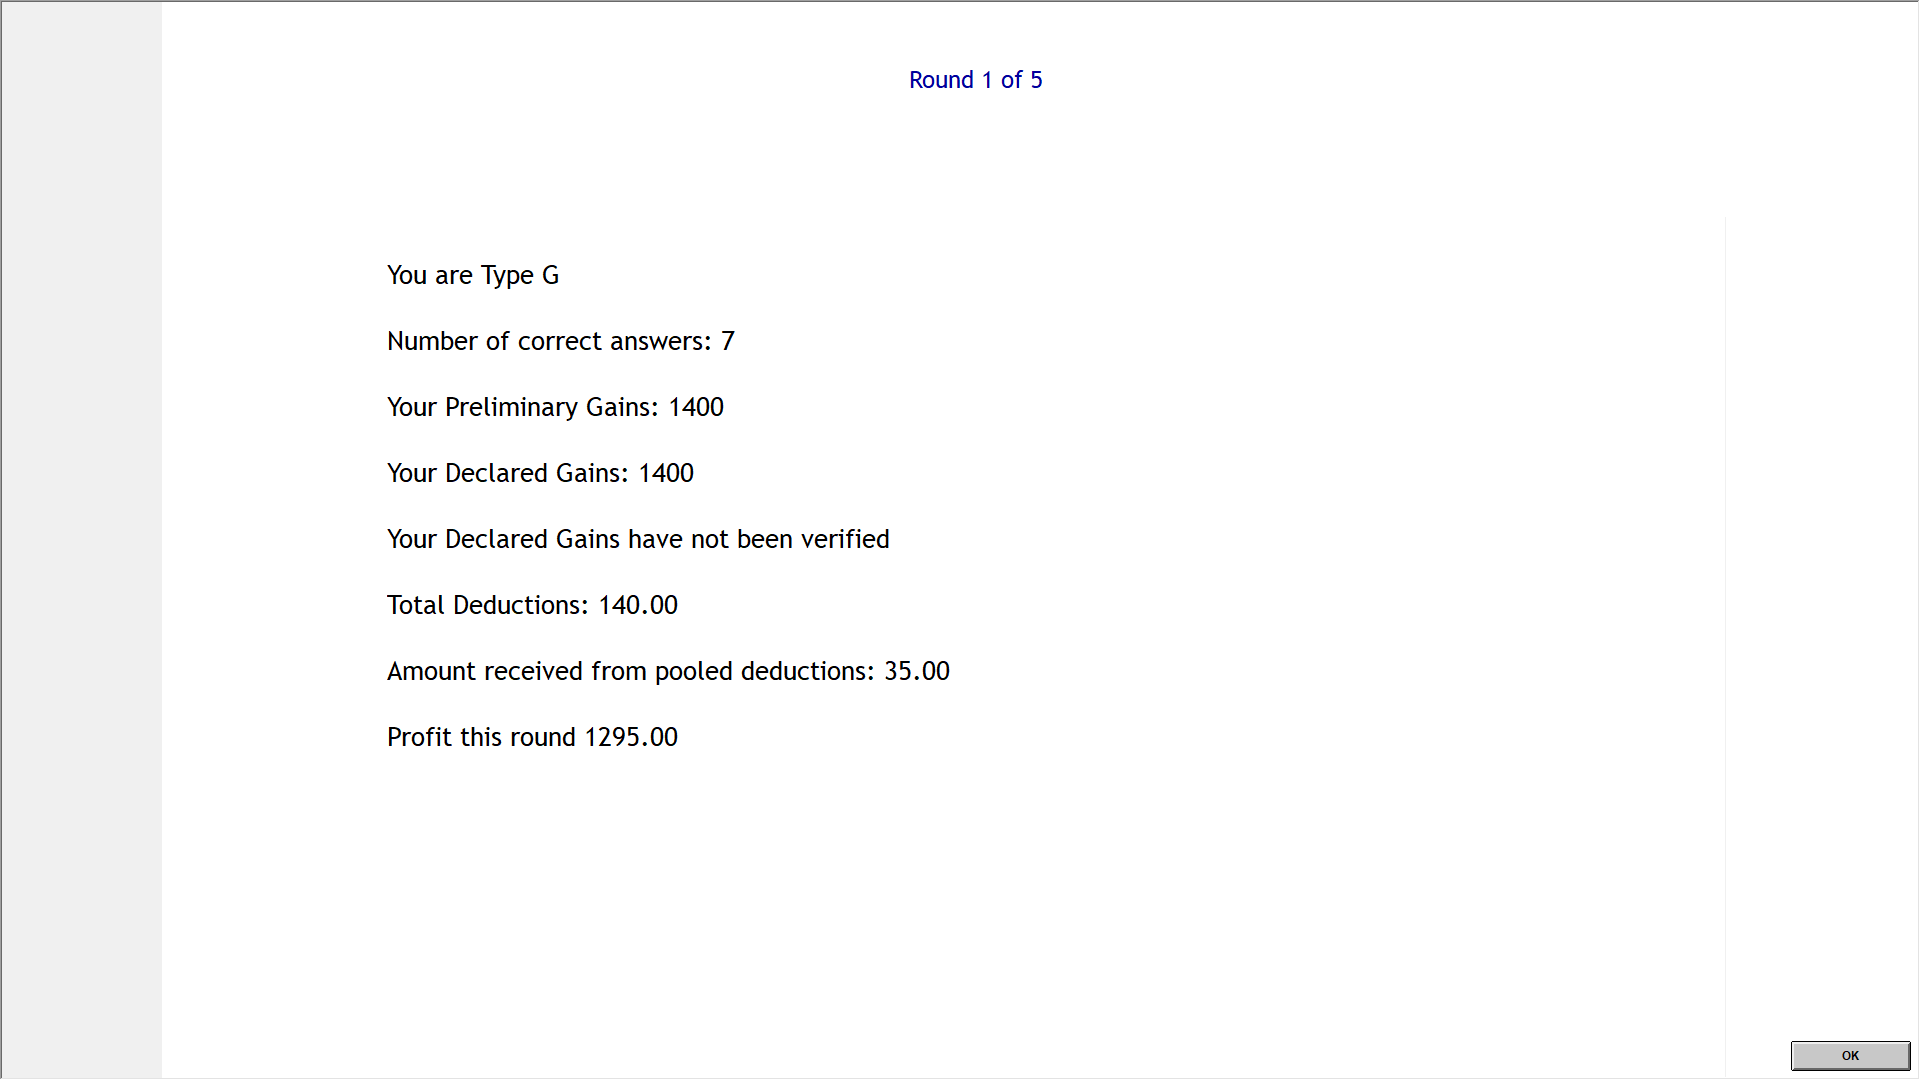 Round 1 of 5
You are Type G
Number of correct answers: 7
Your Preliminary Gains: 1400
Your Declared Gains: 1400
Your Declared Gains have not been verified
Total Deductions: 140.00
Amount received from pooled deductions: 35.00
Profit this round 1295.00
OK